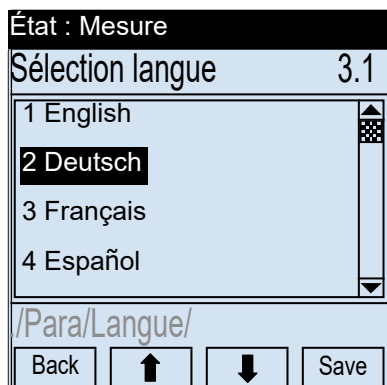 État : Mesure
Sélection langue 3.1
1 English
2 Deutsch
3 Français
4 Español
/Para/Langue/
Back Save